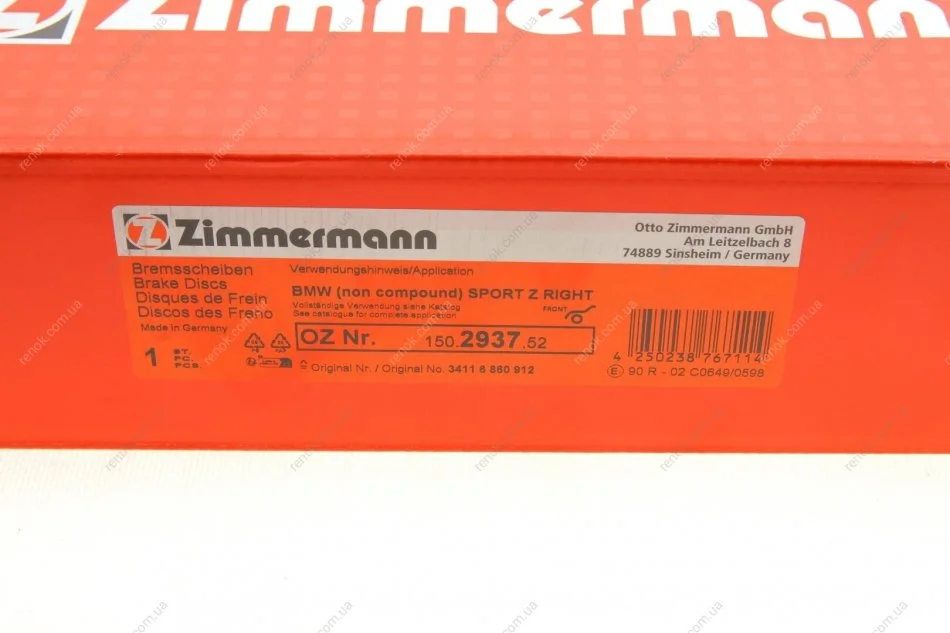 Zimmermann
Zimmermann
Otto Zimmermann GmbH
Am Leitzelbach 8
74889 Sinsheim / Germany
Bremsscheiben
Brake Discs
Disques de Frein
Discos des Freno
Made in Germany
1 ST.
PC.
PCS.
Verwendungshinweis/Application
BMW (non compound) SPORT Z RIGHT
Vollständige Verwendung siehe Katalog
See catalogue for complete application
FRONT
OZ Nr. 150.2937.52
Original Nr. / Original No. 3411 6 860 912
4 250238 767114
E 90 R - 02 C0649/0598
renok.com.ua